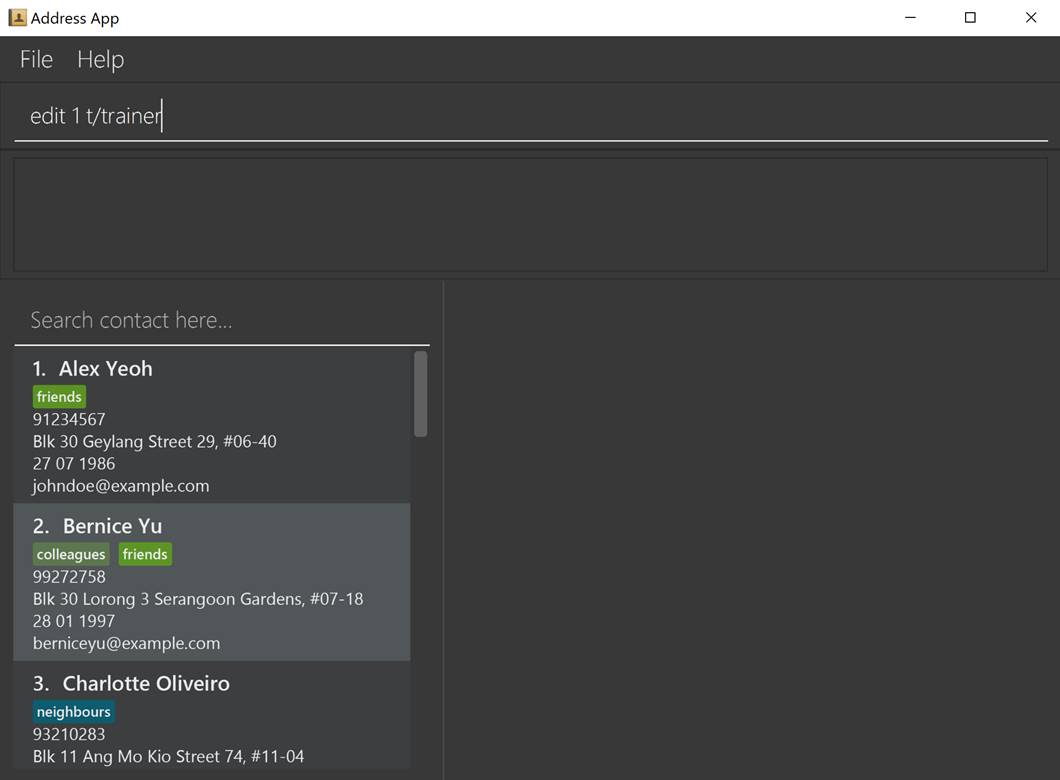 Address App
File Help
edit 1 t/trainer
Search contact here...
1. Alex Yeoh
friends
91234567
Blk 30 Geylang Street 29, #06-40
27 07 1986
johndoe@example.com
2. Bernice Yu
colleagues friends
99272758
Blk 30 Lorong 3 Serangoon Gardens, #07-18
28 01 1997
berniceyu@example.com
3. Charlotte Oliveiro
neighbours
93210283
Blk 11 Ang Mo Kio Street 74, #11-04